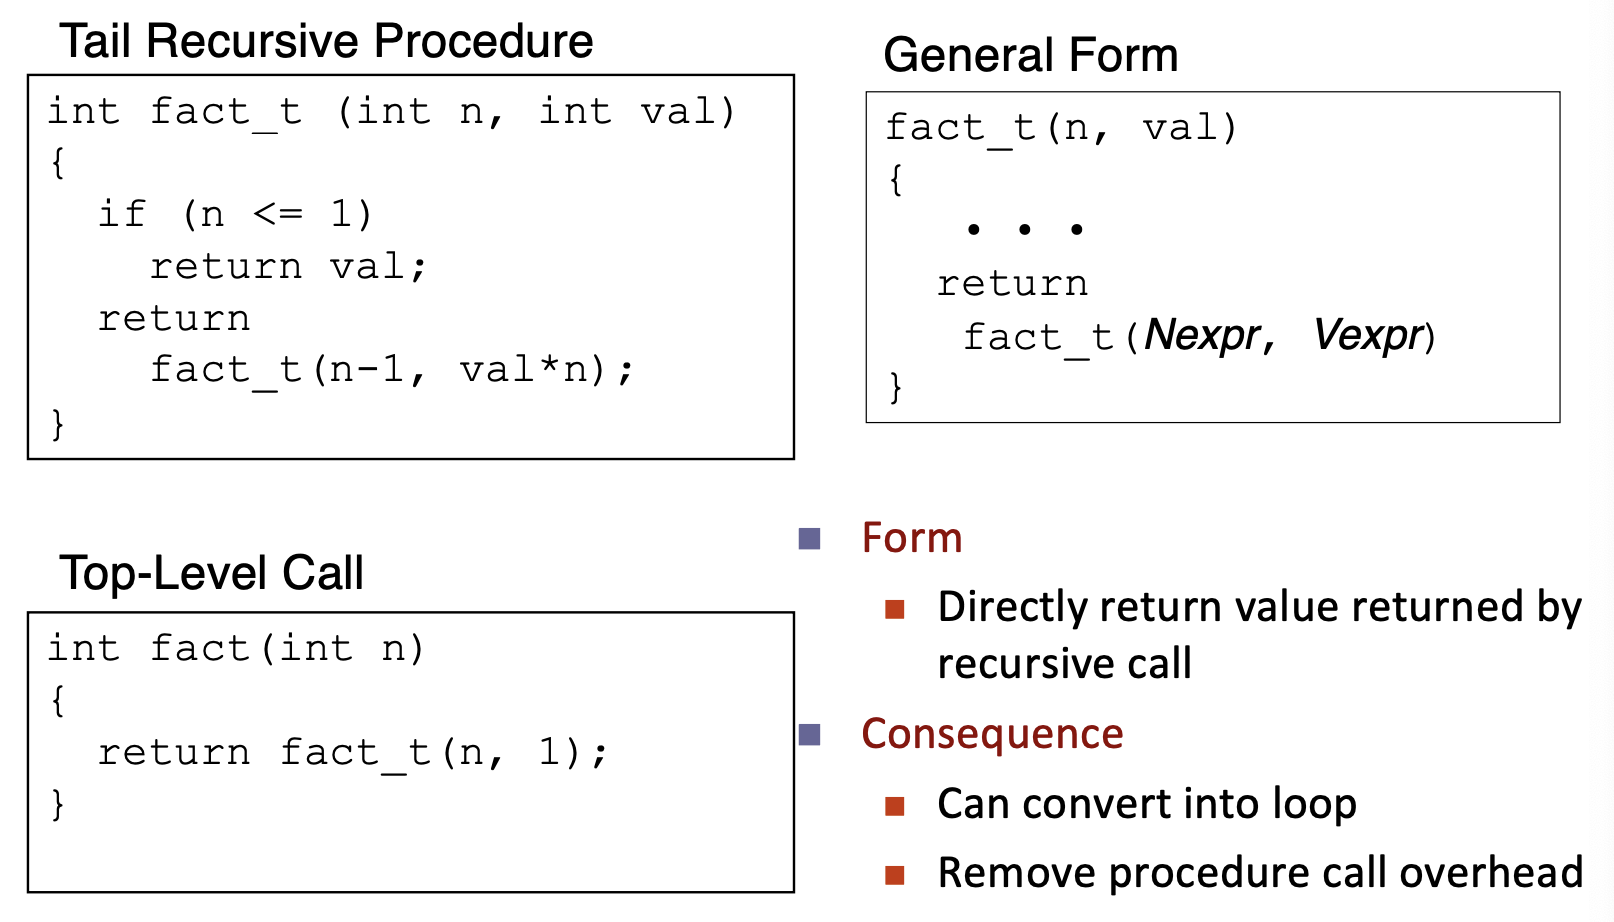 Tail Recursive Procedure
int fact_t (int n, int val)
{
  if (n <= 1)
    return val;
  return
    fact_t(n-1, val*n);
}
General Form
fact_t(n, val)
{
   • • •
  return
   fact_t(Nexpr, Vexpr)
}
Top-Level Call
int fact(int n)
{
  return fact_t(n, 1);
}
Form
Directly return value returned by
recursive call
Consequence
Can convert into loop
Remove procedure call overhead